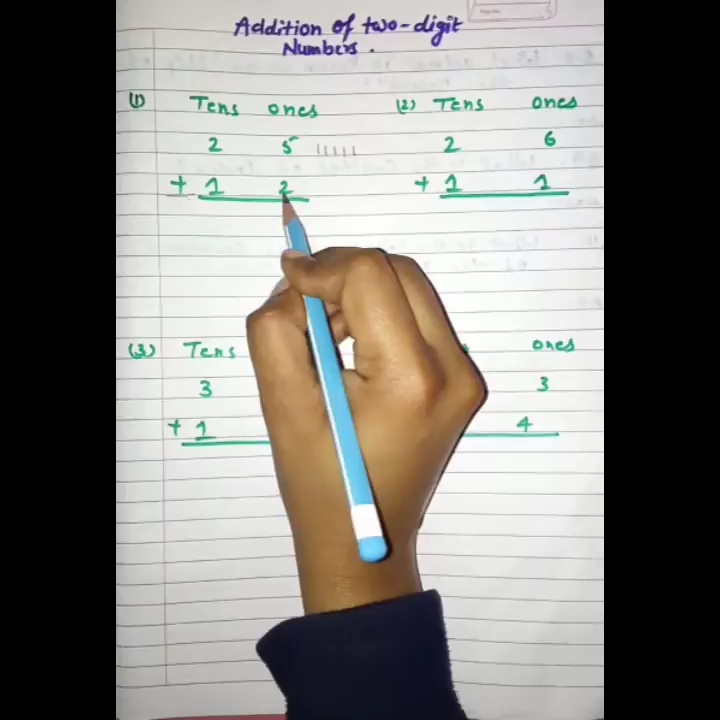 Addition of two-digit
Numbers.
(1) Tens ones
2 5
+ 1 2
(2) Tens ones
2 6
+ 1 1
(3) Tens
3
+ 1
ones
3
4